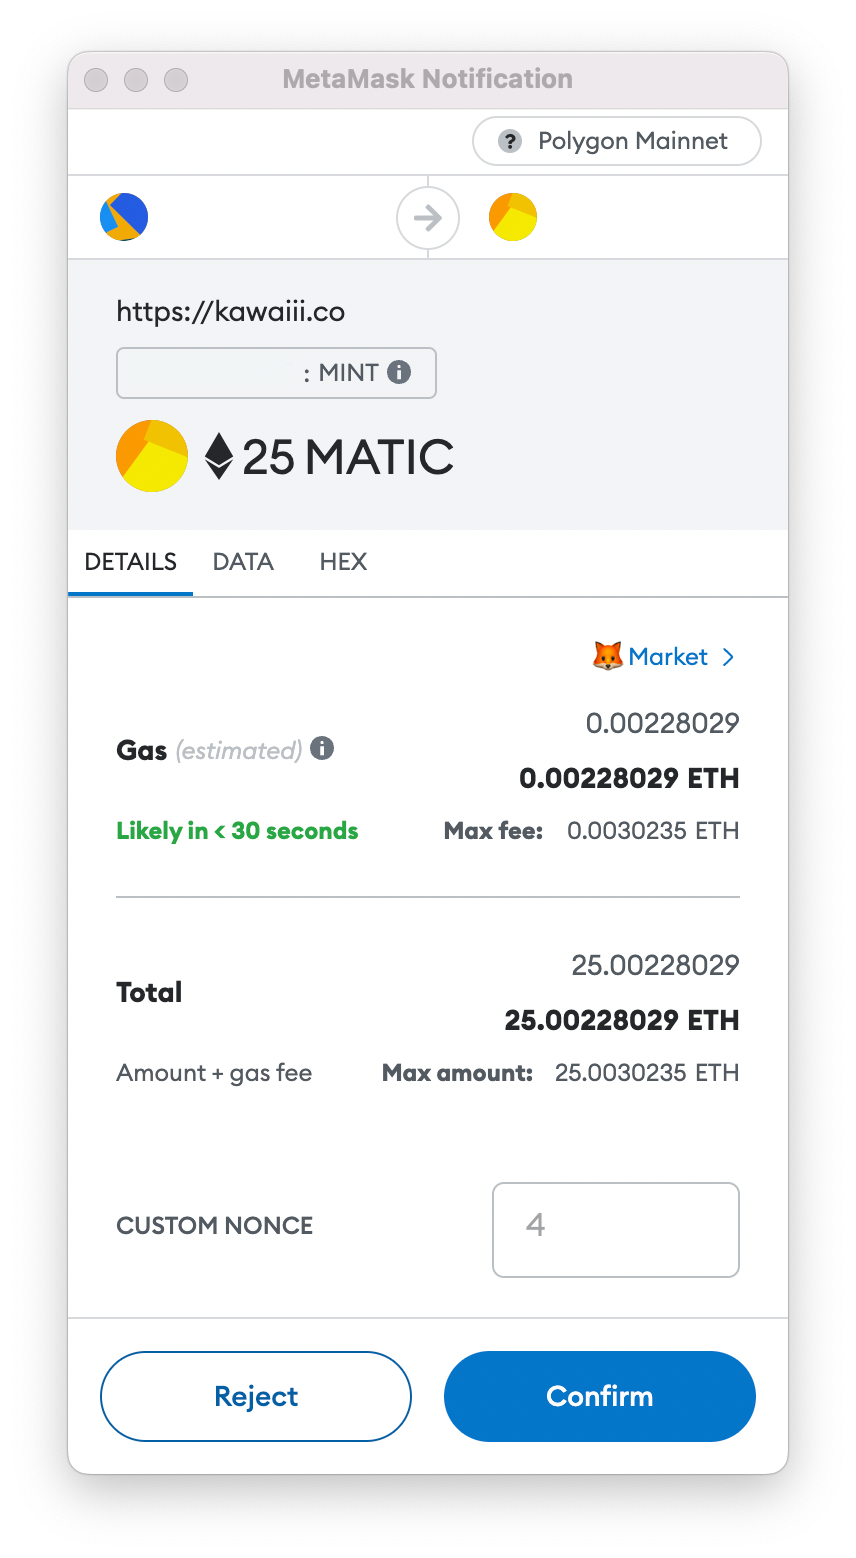 MetaMask Notification
? Polygon Mainnet
https://kawaiii.co
: MINT i
25 MATIC
DETAILS DATA HEX
Market >
0.00228029
Gas (estimated) i
0.00228029 ETH
Likely in < 30 seconds Max fee: 0.0030235 ETH
25.00228029
Total
25.00228029 ETH
Amount + gas fee Max amount: 25.0030235 ETH
CUSTOM NONCE 4
Reject Confirm